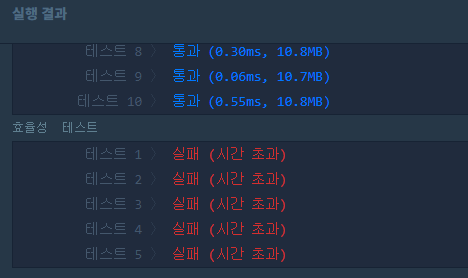 실행 결과
테스트 8 〉 통과 (0.30ms, 10.8MB)
테스트 9 〉 통과 (0.06ms, 10.7MB)
테스트 10 〉 통과 (0.55ms, 10.8MB)
효율성 테스트
테스트 1 〉 실패 (시간 초과)
테스트 2 〉 실패 (시간 초과)
테스트 3 〉 실패 (시간 초과)
테스트 4 〉 실패 (시간 초과)
테스트 5 〉 실패 (시간 초과)